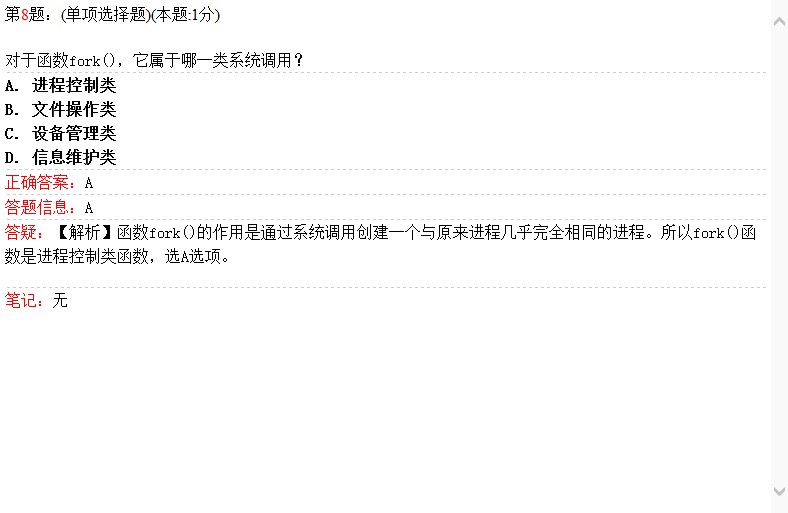 第8题：(单项选择题)(本题:1分)
对于函数fork()，它属于哪一类系统调用？
A. 进程控制类
B. 文件操作类
C. 设备管理类
D. 信息维护类
正确答案：A
答题信息：A
答疑：【解析】函数fork()的作用是通过系统调用创建一个与原来进程几乎完全相同的进程。所以fork()函
数是进程控制类函数，选A选项。
笔记：无